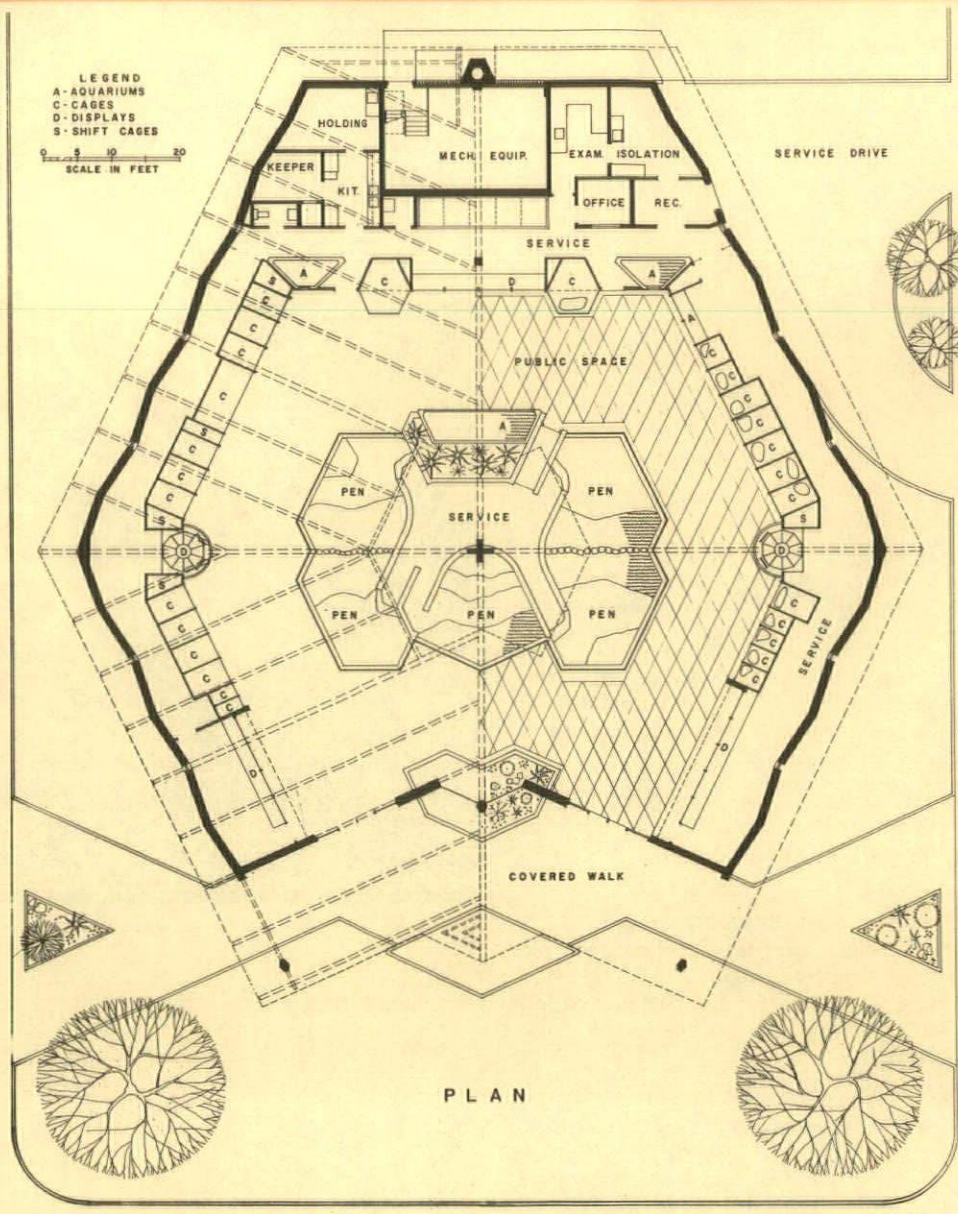 LEGEND
A-AQUARIUMS
C-CAGES
D-DISPLAYS
S-SHIFT CAGES
0 5 10 20
SCALE IN FEET
HOLDING
MECH. EQUIP.
EXAM. ISOLATION
SERVICE DRIVE
KEEPER
KIT.
OFFICE
REC.
SERVICE
S
A
C
D
C
A
C
C
C
C
A
PUBLIC SPACE
C
C
C
C
C
C
C
S
C
C
C
S
A
PEN
PEN
SERVICE
S
D
D
S
C
C
C
C
C
C
D
PEN
PEN
PEN
C
C
C
C
C
SERVICE
D
COVERED WALK
PLAN